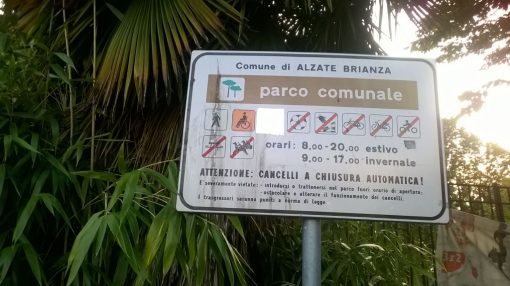 Comune di ALZATE BRIANZA
parco comunale
orari: 8,00-20,00 estivo
9,00-17,00 invernale
ATTENZIONE: CANCELLI A CHIUSURA AUTOMATICA!
È severamente vietato: - introdursi o trattenersi nel parco fuori orario di apertura;
- ostacolare o alterare il funzionamento dei cancelli.
I trasgressori saranno puniti a norma di legge.